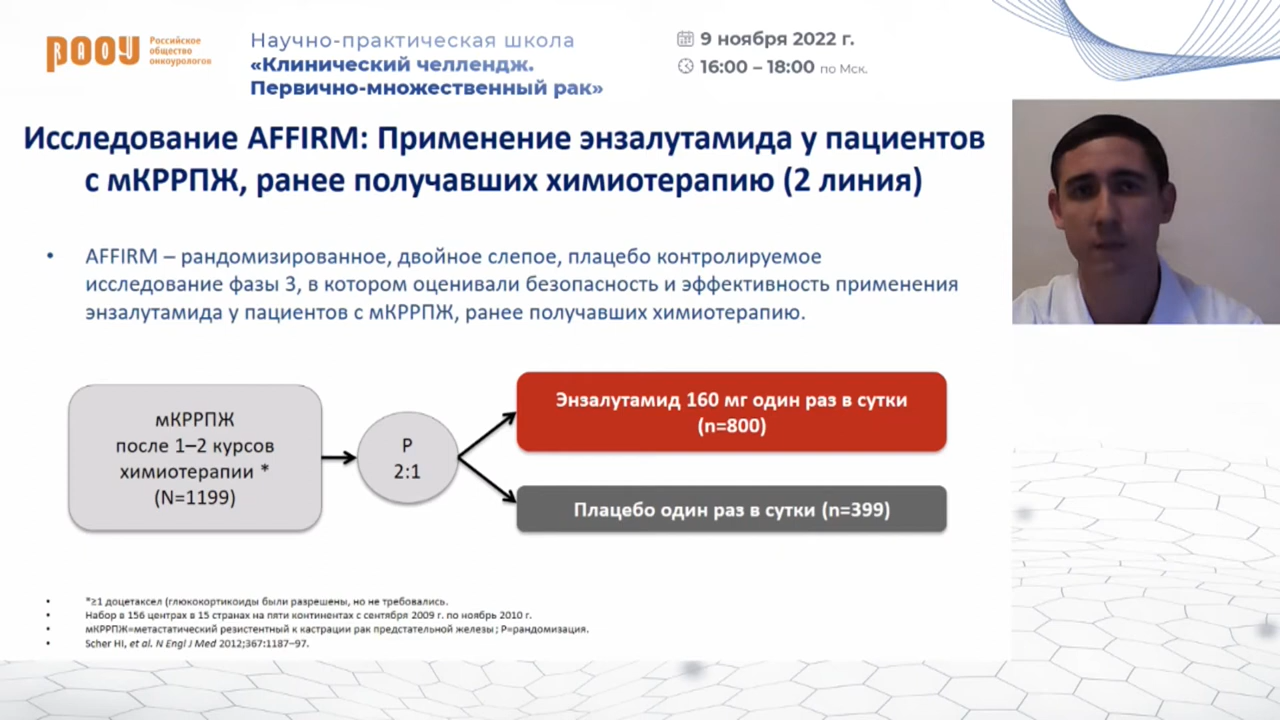 РАОУ
Российское
общество
онкоурологов
Научно-практическая школа
«Клинический челлендж.
Первично-множественный рак»
9 ноября 2022 г.
16:00 – 18:00 по Мск.
Исследование AFFIRM: Применение энзалутамида у пациентов
с мКРРПЖ, ранее получавших химиотерапию (2 линия)
• AFFIRM – рандомизированное, двойное слепое, плацебо контролируемое
исследование фазы 3, в котором оценивали безопасность и эффективность применения
энзалутамида у пациентов с мКРРПЖ, ранее получавших химиотерапию.
мКРРПЖ
после 1–2 курсов
химиотерапии *
(N=1199)
Р
2:1
Энзалутамид 160 мг один раз в сутки
(n=800)
Плацебо один раз в сутки (n=399)
• *≥1 доцетаксел (глюкокортикоиды были разрешены, но не требовались.
• Набор в 156 центрах в 15 странах на пяти континентах с сентября 2009 г. по ноябрь 2010 г.
• мКРРПЖ=метастатический резистентный к кастрации рак предстательной железы; Р=рандомизация.
• Scher HI, et al. N Engl J Med 2012;367:1187–97.